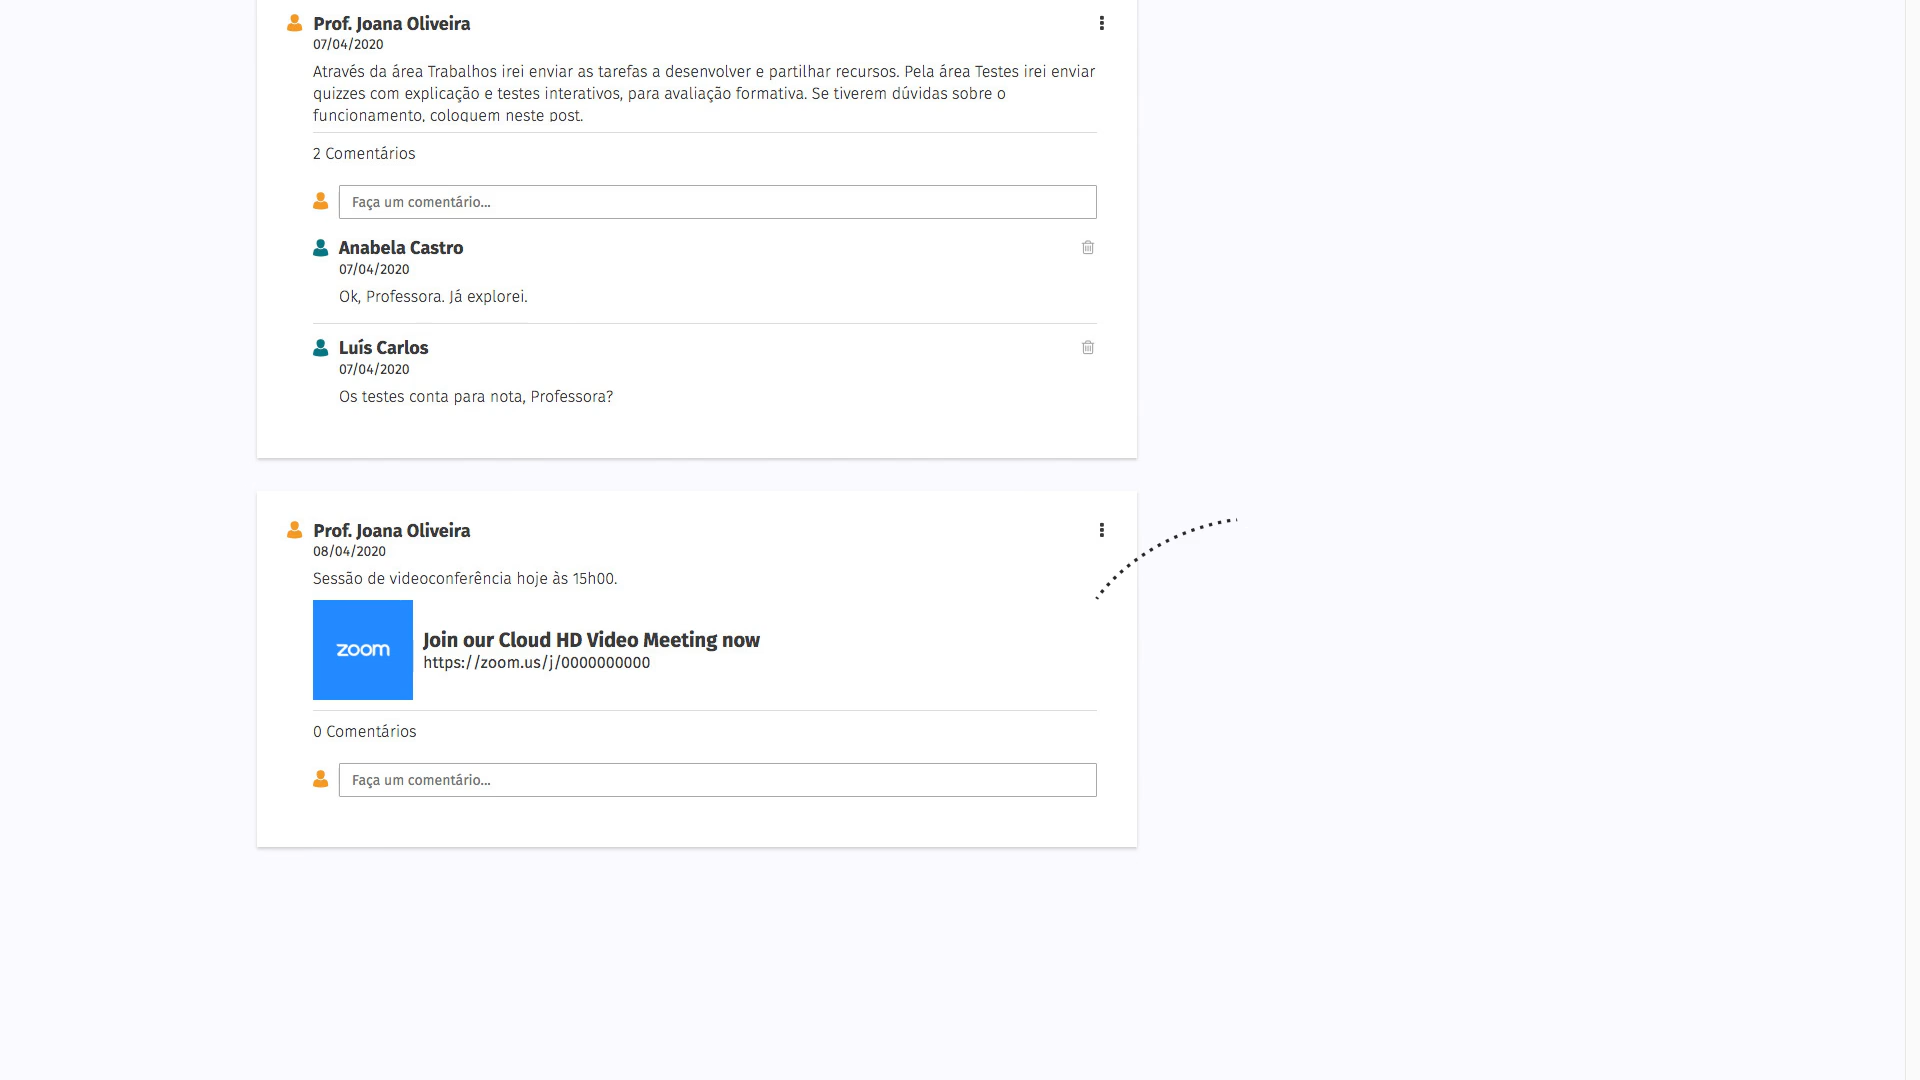 Prof. Joana Oliveira
07/04/2020
Através da área Trabalhos irei enviar as tarefas a desenvolver e partilhar recursos. Pela área Testes irei enviar
quizzes com explicação e testes interativos, para avaliação formativa. Se tiverem dúvidas sobre o
funcionamento, coloquem neste post.
2 Comentários
Faça um comentário...
Anabela Castro
07/04/2020
Ok, Professora. Já explorei.
Luís Carlos
07/04/2020
Os testes conta para nota, Professora?
Prof. Joana Oliveira
08/04/2020
Sessão de videoconferência hoje às 15h00.
zoom
Join our Cloud HD Video Meeting now
https://zoom.us/j/0000000000
0 Comentários
Faça um comentário...